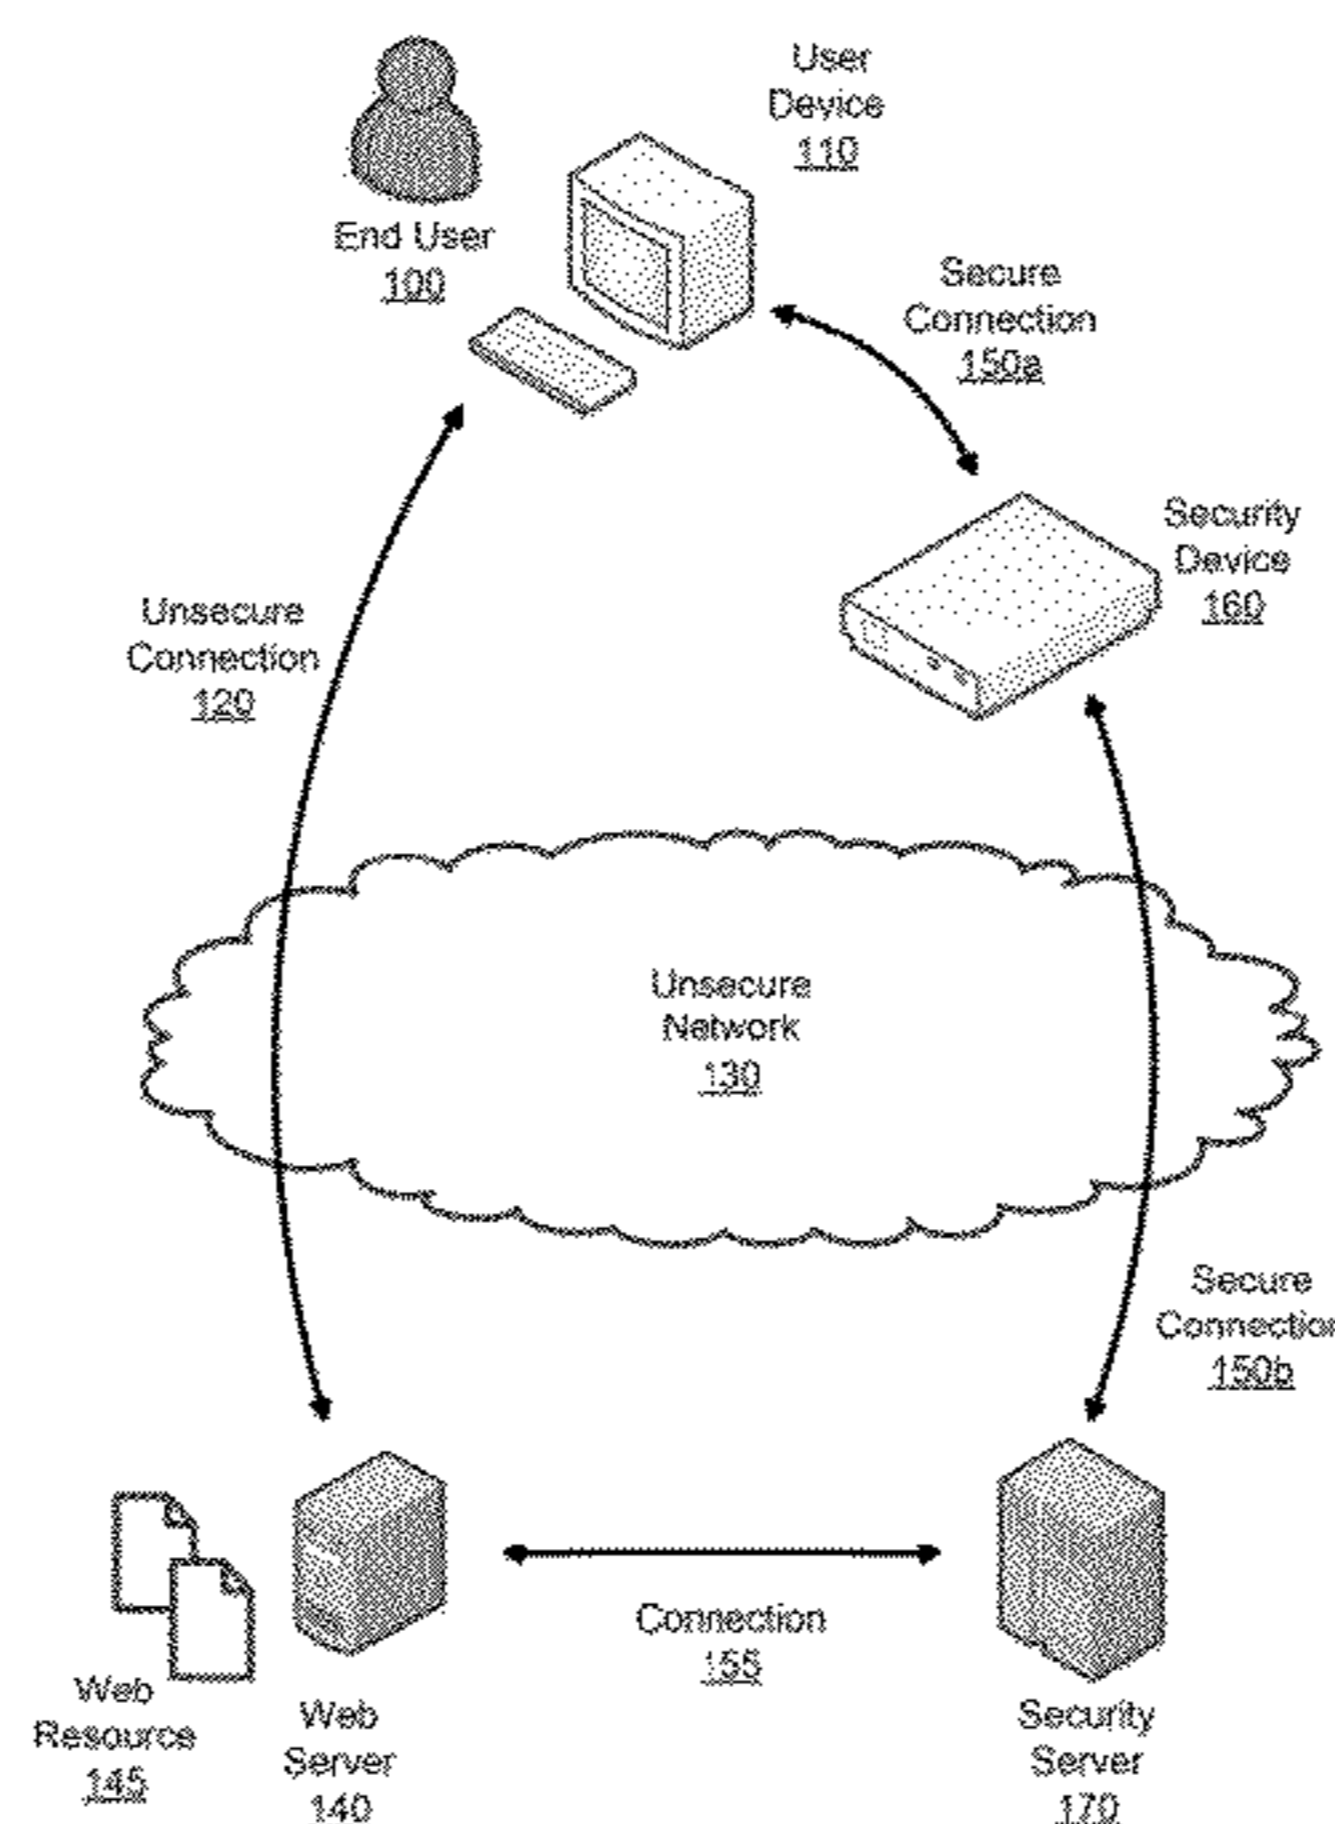 User
Device
110
End User
100
Secure
Connection
150a
Security
Device
160
Unsecure
Connection
120
Unsecure
Network
130
Secure
Connection
150b
Connection
155
Web
Resource
145
Web
Server
140
Security
Server
170